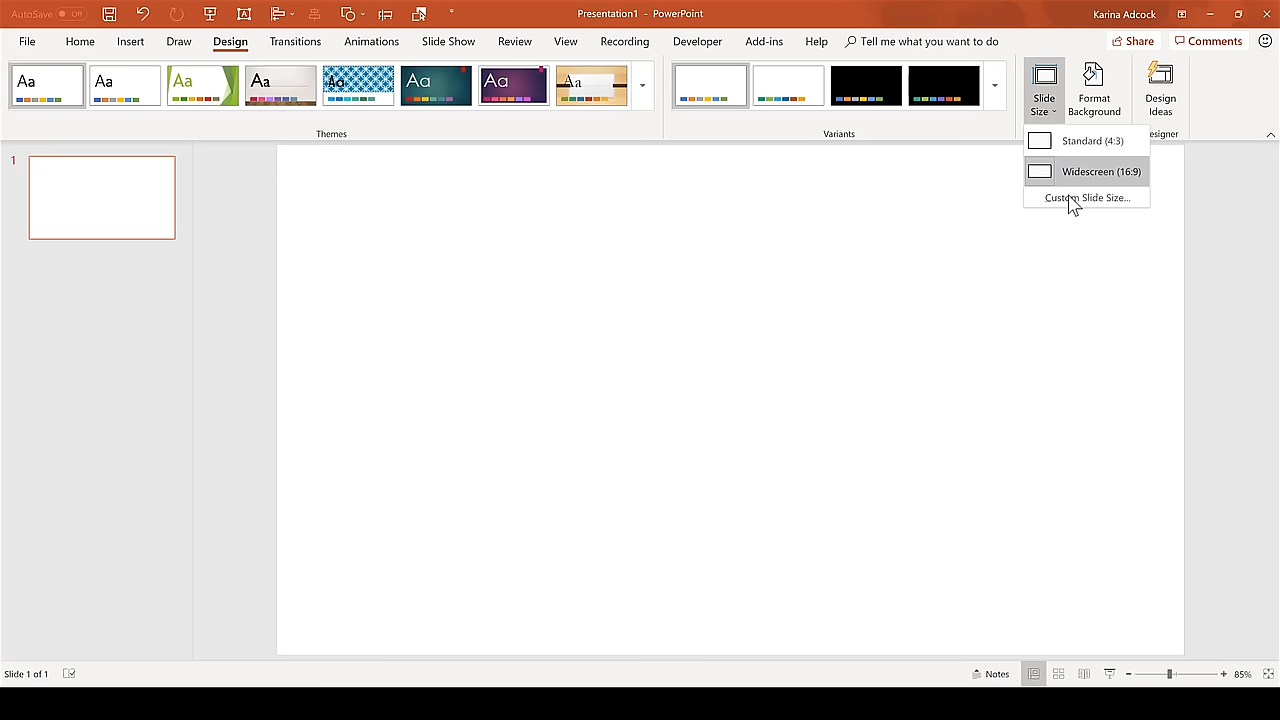 AutoSave Off
Presentation1 - PowerPoint
Karina Adcock
File Home Insert Draw Design Transitions Animations Slide Show Review View Recording Developer Add-ins Help Tell me what you want to do Share Comments
Aa Aa Aa Aa Aa Aa Aa Aa
Slide Size
Format Background
Design Ideas
Themes
Variants
esigner
Standard (4:3)
Widescreen (16:9)
Custom Slide Size...
1
Slide 1 of 1
Notes
85%